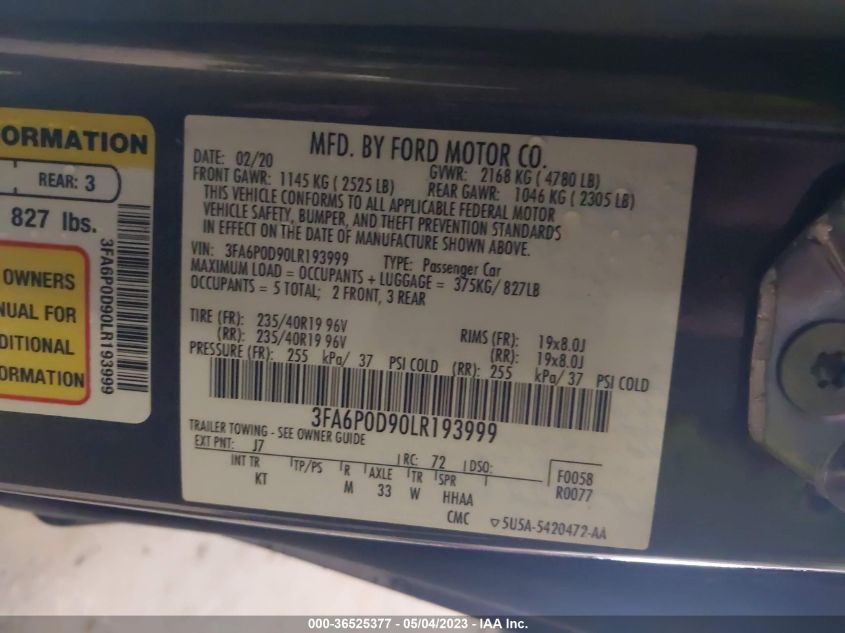 ORMATION
REAR: 3
827 lbs.
OWNERS
NUAL FOR
DITIONAL
ORMATION
3FA6P0D90LR193999
MFD. BY FORD MOTOR CO.
DATE: 02/20 GVWR: 2168 KG ( 4780 LB)
FRONT GAWR: 1145 KG ( 2525 LB) REAR GAWR: 1046 KG ( 2305 LB)
THIS VEHICLE CONFORMS TO ALL APPLICABLE FEDERAL MOTOR
VEHICLE SAFETY, BUMPER, AND THEFT PREVENTION STANDARDS
IN EFFECT ON THE DATE OF MANUFACTURE SHOWN ABOVE.
VIN: 3FA6P0D90LR193999 TYPE: Passenger Car
MAXIMUM LOAD = OCCUPANTS + LUGGAGE = 375KG/ 827LB
OCCUPANTS = 5 TOTAL; 2 FRONT, 3 REAR
TIRE (FR): 235/40R19 96V RIMS (FR): 19x8.0J
(RR): 235/40R19 96V (RR): 19x8.0J
PRESSURE (FR): 255 kPa/ 37 PSI COLD (RR): 255 kPa/ 37 PSI COLD
3FA6P0D90LR193999
TRAILER TOWING - SEE OWNER GUIDE
EXT PNT: J7 RC: 72 DSO: F0058
INT TR TP/PS R AXLE TR SPR R0077
KT M 33 W HHAA
CMC ▽5U5A-5420472-AA
000-36525377 - 05/04/2023 - IAA Inc.